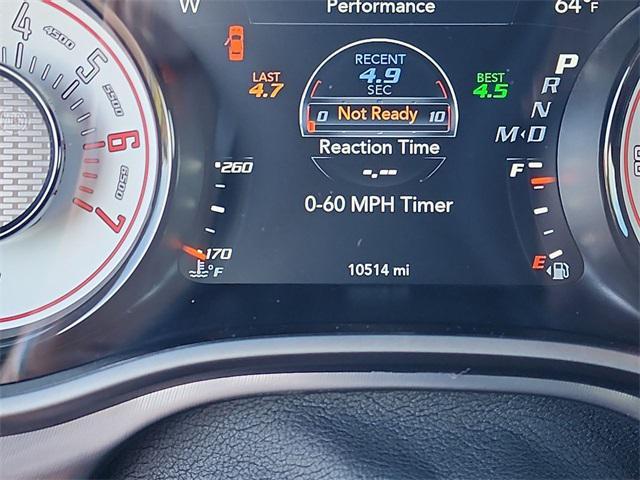 W Performance 64°F
4 4500 5 5500 6 6500 7
RECENT
LAST 4.9 BEST
4.7 SEC 4.5
0 Not Ready 10
Reaction Time
-.--
0-60 MPH Timer
10514 mi
260
170
°F
P
R
N
M D
F
E